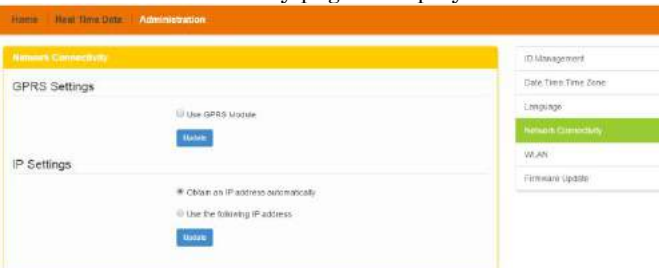 Home Real Time Data Administration
Network Connectivity
GPRS Settings
Use GPRS Module
Update
IP Settings
Obtain an IP address automatically
Use the following IP address
Update
ID Management
Date Time Time Zone
Language
Network Connectivity
WLAN
Firmware Update